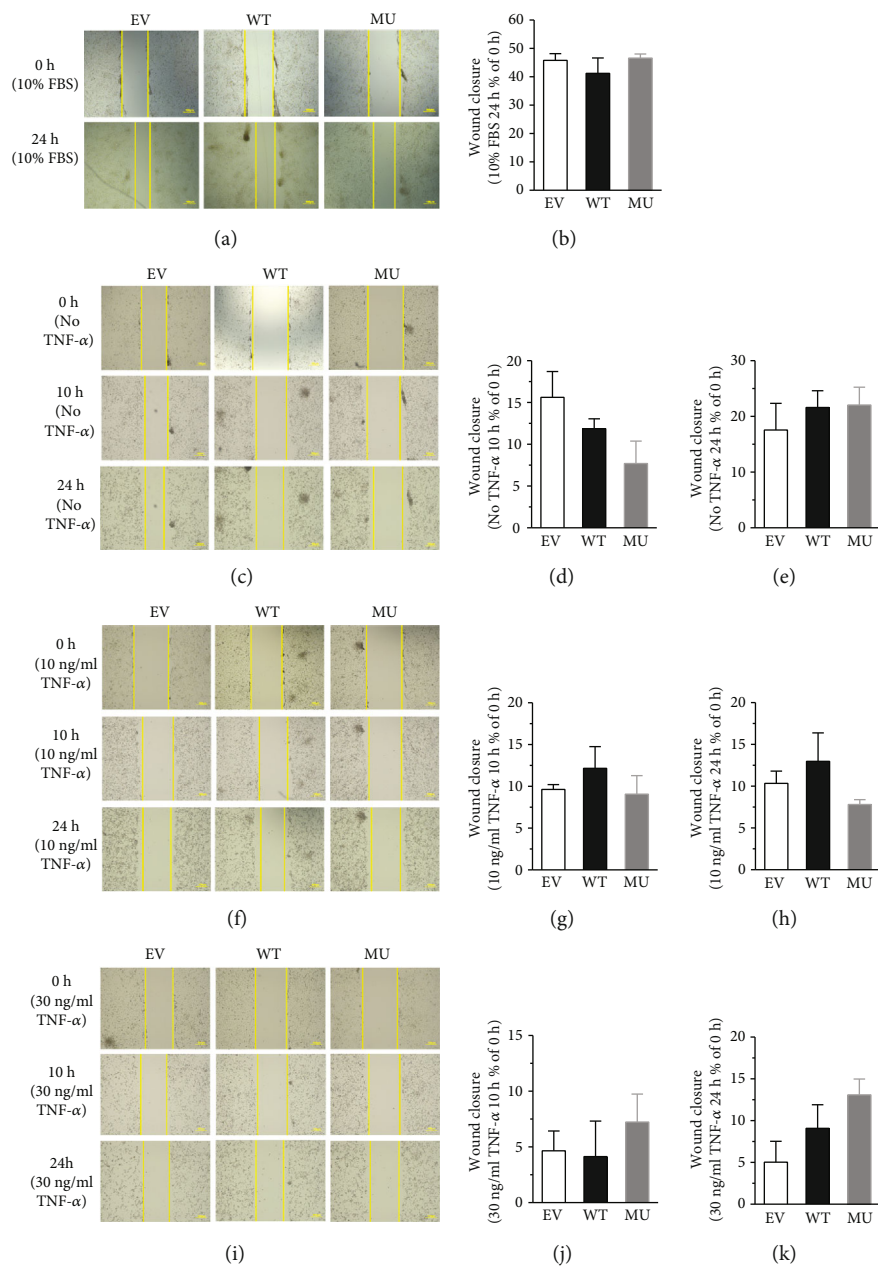 EV WT MU
0 h
(10% FBS)
24 h
(10% FBS)
(a)
Wound closure
(10% FBS 24 h % of 0 h)
60
50
40
30
20
10
0
EV WT MU
(b)
EV WT MU
0 h
(No
TNF-α)
10 h
(No
TNF-α)
24 h
(No
TNF-α)
(c)
Wound closure
(No TNF-α 10 h % of 0 h)
20
15
10
5
0
EV WT MU
(d)
Wound closure
(No TNF-α 24 h % of 0 h)
30
20
10
0
EV WT MU
(e)
EV WT MU
0 h
(10 ng/ml
TNF-α)
10 h
(10 ng/ml
TNF-α)
24 h
(10 ng/ml
TNF-α)
(f)
Wound closure
(10 ng/ml TNF-α 10 h % of 0 h)
20
15
10
5
0
EV WT MU
(g)
Wound closure
(10 ng/ml TNF-α 24 h % of 0 h)
20
15
10
5
0
EV WT MU
(h)
EV WT MU
0 h
(30 ng/ml
TNF-α)
10 h
(30 ng/ml
TNF-α)
24h
(30 ng/ml
TNF-α)
(i)
Wound closure
(30 ng/ml TNF-α 10 h % of 0 h)
15
10
5
0
EV WT MU
(j)
Wound closure
(30 ng/ml TNF-α 24 h % of 0 h)
20
15
10
5
0
EV WT MU
(k)